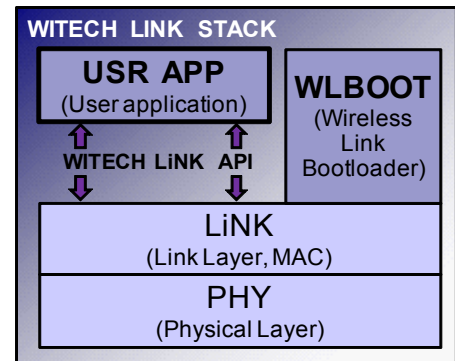 WITECH LINK STACK
USR APP
(User application)
WLBOOT
(Wireless
Link
Bootloader)
WITECH LiNK API
LiNK
(Link Layer, MAC)
PHY
(Physical Layer)